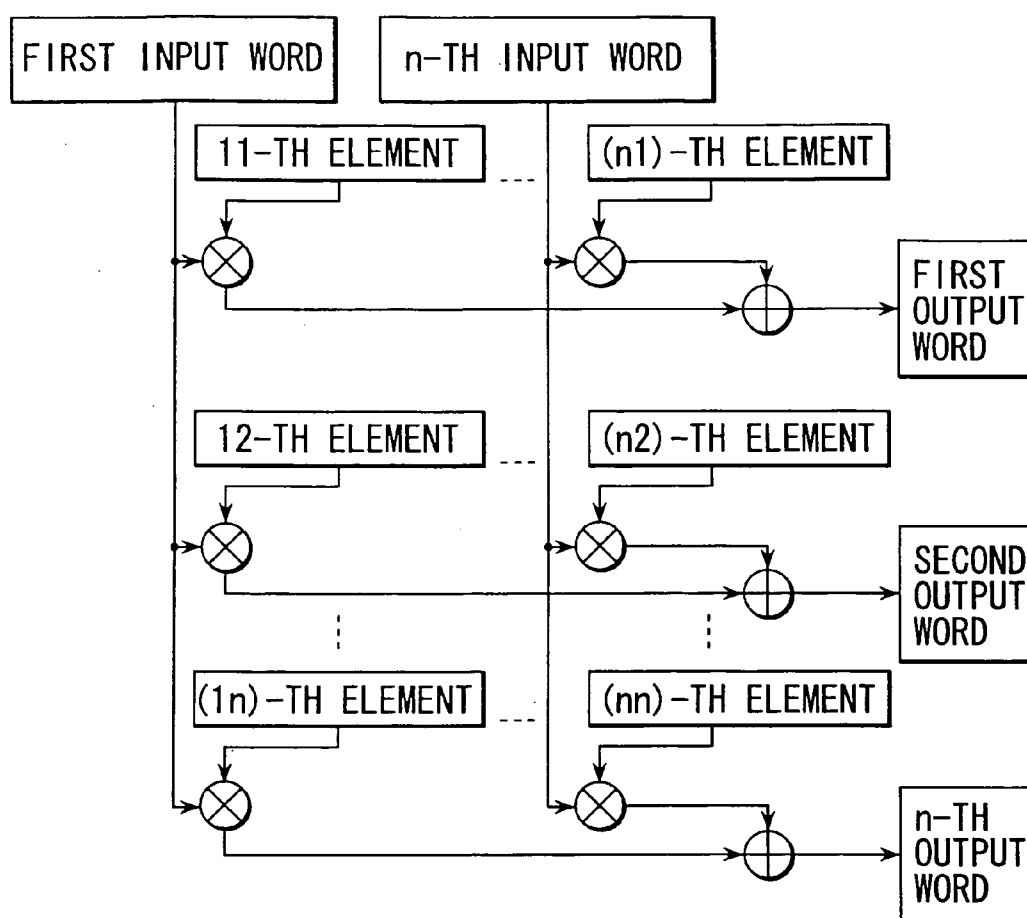 FIRST INPUT WORD
n-TH INPUT WORD
11-TH ELEMENT
(n1)-TH ELEMENT
FIRST
OUTPUT
WORD
12-TH ELEMENT
(n2)-TH ELEMENT
SECOND
OUTPUT
WORD
(1n)-TH ELEMENT
(nn)-TH ELEMENT
n-TH
OUTPUT
WORD